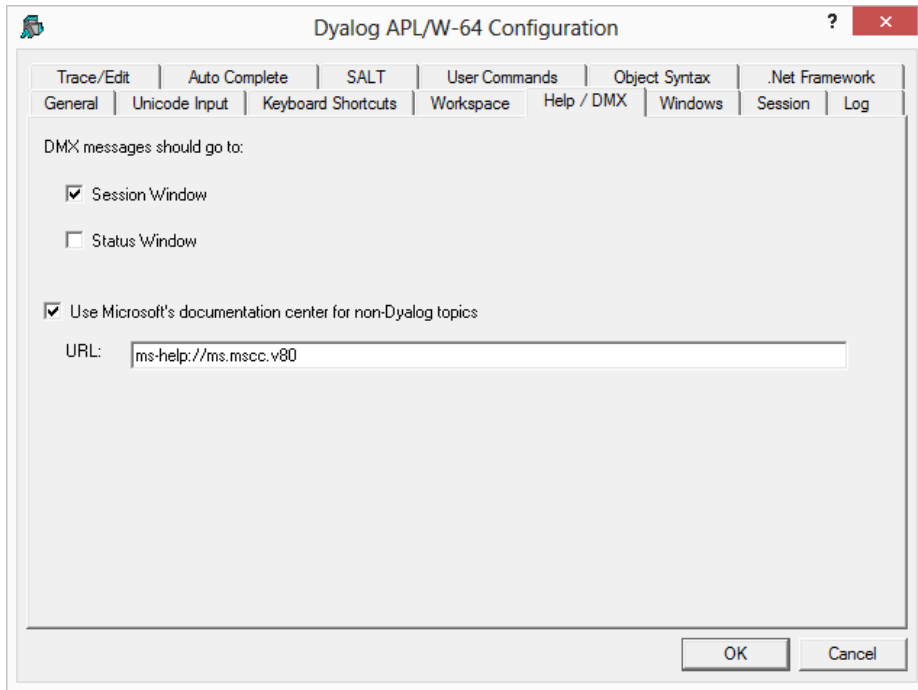 Dyalog APL/W-64 Configuration ? ×
Trace/Edit Auto Complete SALT User Commands Object Syntax .Net Framework
General Unicode Input Keyboard Shortcuts Workspace Help / DMX Windows Session Log
DMX messages should go to:
Session Window
Status Window
Use Microsoft's documentation center for non-Dyalog topics
URL: ms-help://ms.mscc.v80
OK Cancel